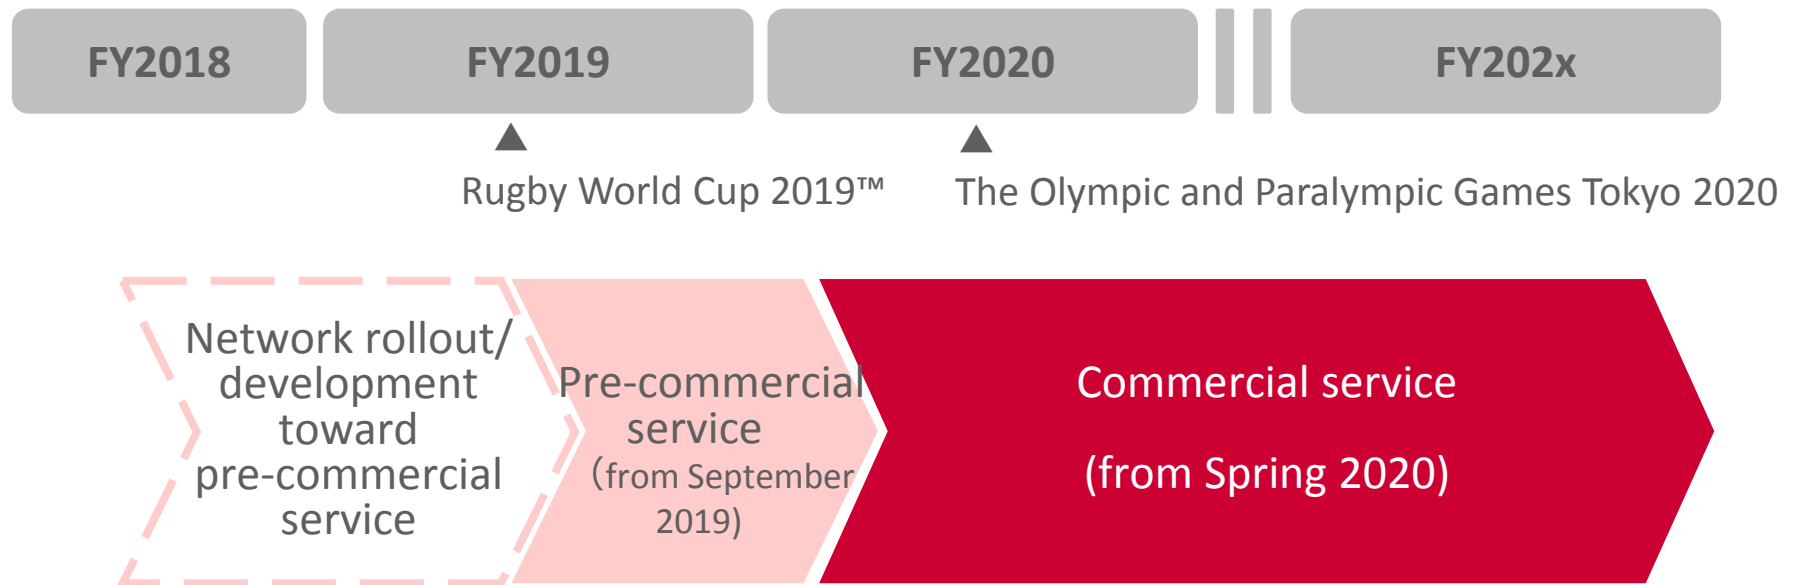 FY2018
FY2019
FY2020
FY202x
Rugby World Cup 2019™
The Olympic and Paralympic Games Tokyo 2020
Network rollout/
development
toward
pre-commercial
service
Pre-commercial
service
（from September
2019)
Commercial service
(from Spring 2020)